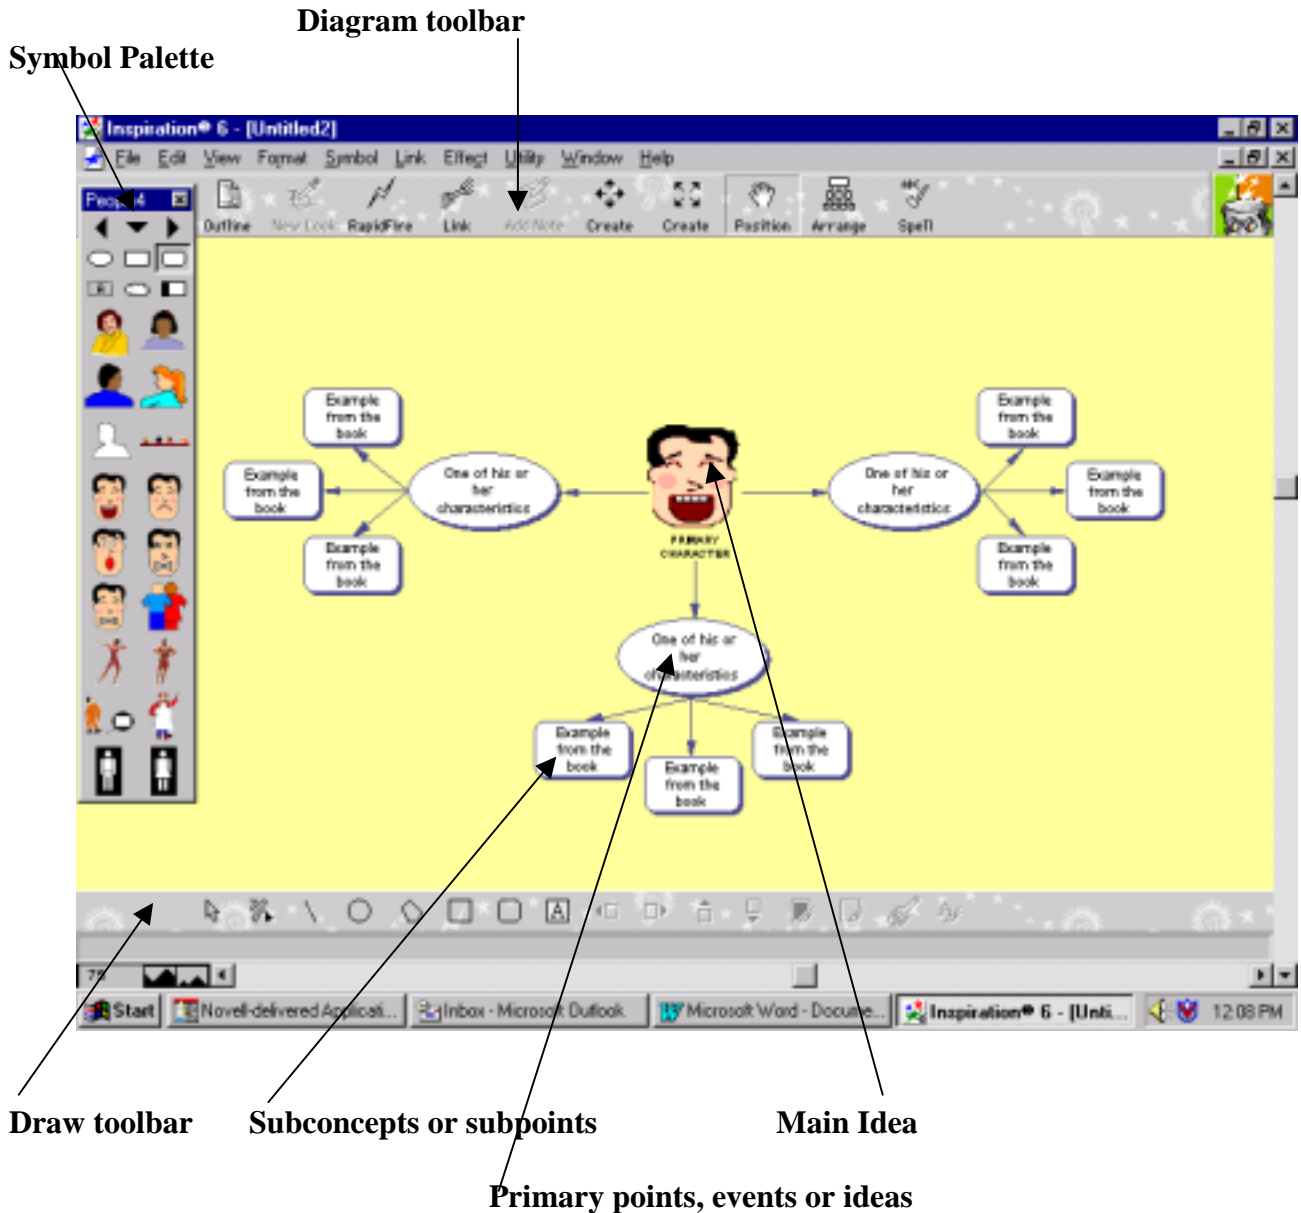 Diagram toolbar
Symbol Palette
Inspiration® 6 - [Untitled2]
File Edit View Format Symbol Link Effect Utility Window Help
Outline New Look RapidFire Link Add Note Create Create Position Arrange Spell
Example
from the
book
Example
from the
book
Example
from the
book
One of his or
her
characteristics
PRIMARY
CHARACTER
One of his or
her
characteristics
Example
from the
book
Example
from the
book
Example
from the
book
One of his or
her
characteristics
Example
from the
book
Example
from the
book
Example
from the
book
A
75
Start Novell-delivered Applicati... Inbox - Microsoft Outlook Microsoft Word - Docume... Inspiration® 6 - [Unti... 12:08 PM
Draw toolbar Subconcepts or subpoints Main Idea
Primary points, events or ideas